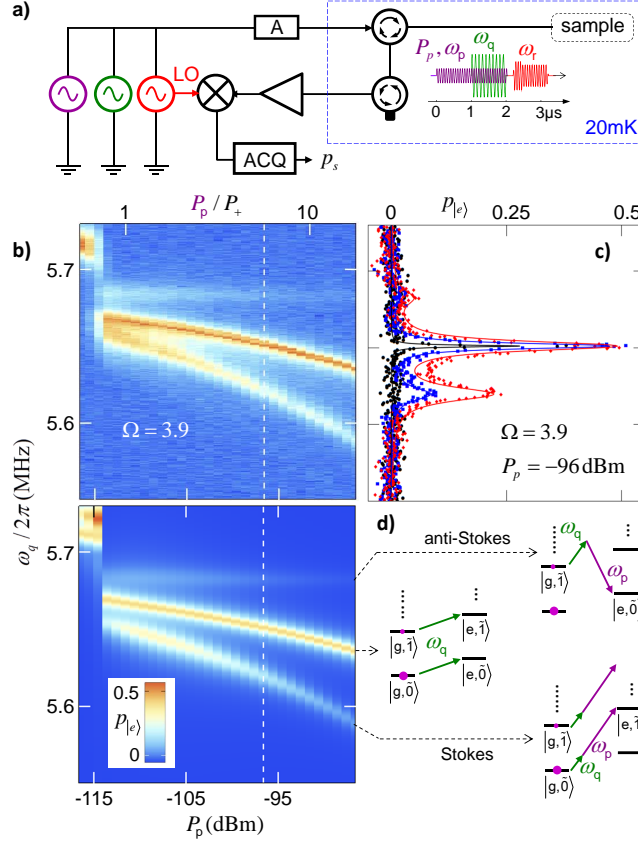 a)
A
sample
P_p, ω_p
ω_q
ω_r
LO
0 1 2 3μs
20mK
ACQ
p_s
P_p / P_+
p_|e⟩
1 10
0 0.25 0.5
b)
c)
5.7
5.6
Ω = 3.9
Ω = 3.9
P_p = −96 dBm
ω_q / 2π (MHz)
d)
5.7
5.6
anti-Stokes
ω_q
ω_p
|g, 1̃⟩
|e, 0̃⟩
|g, 1̃⟩
ω_q
|e, 1̃⟩
|g, 0̃⟩
|e, 0̃⟩
0.5
p_|e⟩
0
Stokes
|g, 1̃⟩
|e, 1̃⟩
ω_p
|g, 0̃⟩
ω_q
-115 -105 -95
P_p (dBm)